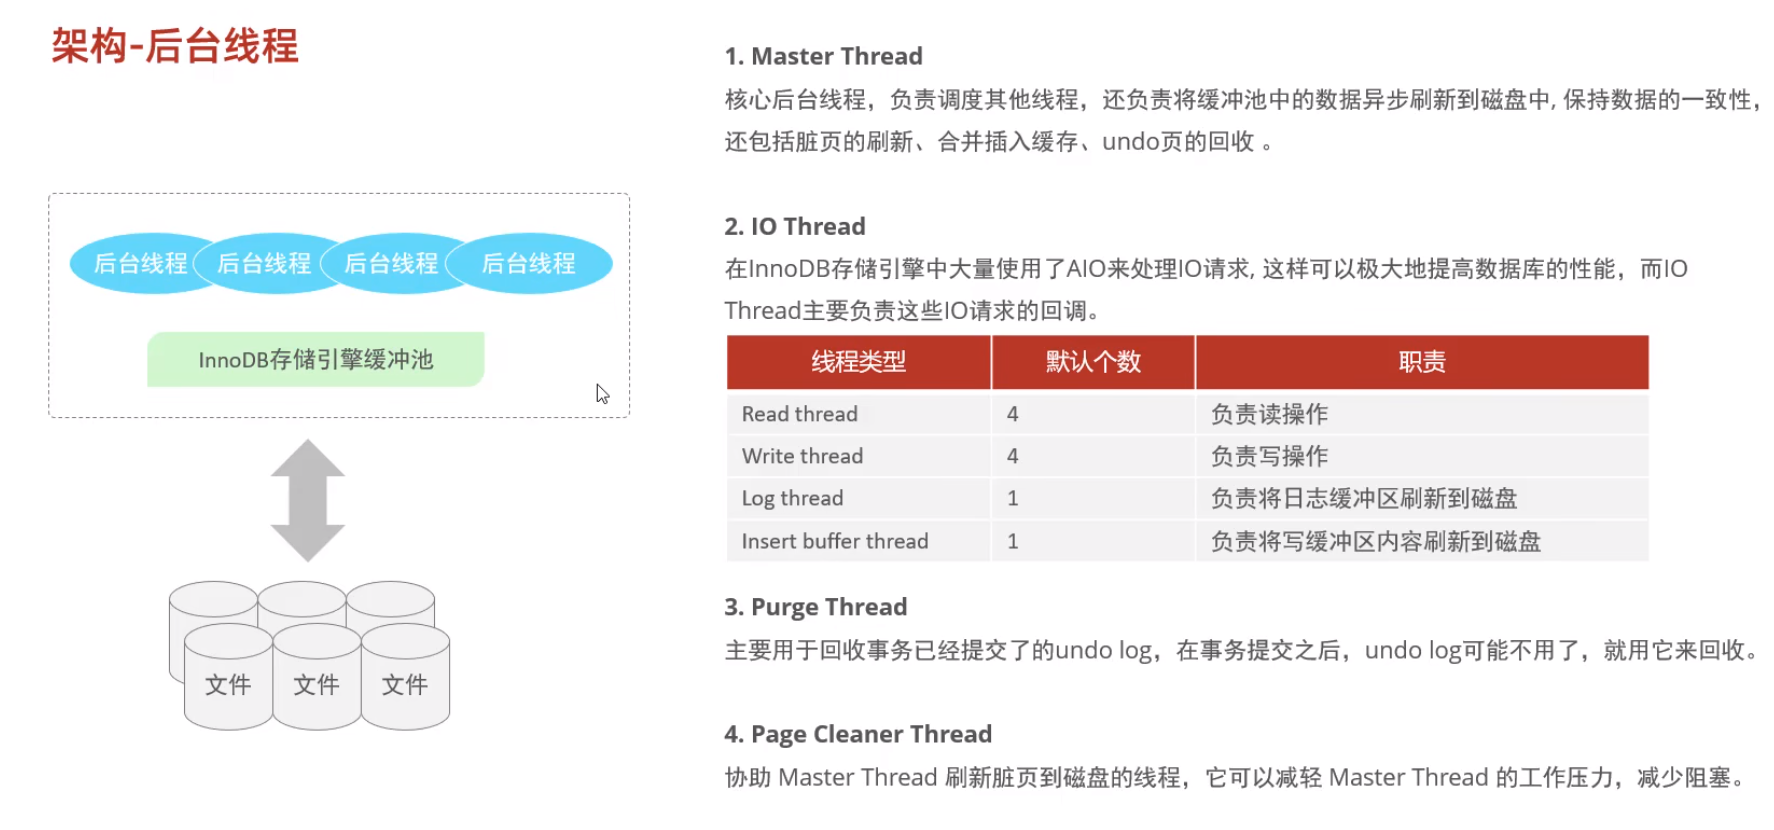 架构-后台线程
后台线程 后台线程 后台线程 后台线程
InnoDB存储引擎缓冲池
文件 文件 文件
1. Master Thread
核心后台线程，负责调度其他线程，还负责将缓冲池中的数据异步刷新到磁盘中, 保持数据的一致性，
还包括脏页的刷新、合并插入缓存、undo页的回收 。
2. IO Thread
在InnoDB存储引擎中大量使用了AIO来处理IO请求, 这样可以极大地提高数据库的性能，而IO
Thread主要负责这些IO请求的回调。
线程类型 默认个数 职责
Read thread 4 负责读操作
Write thread 4 负责写操作
Log thread 1 负责将日志缓冲区刷新到磁盘
Insert buffer thread 1 负责将写缓冲区内容刷新到磁盘
3. Purge Thread
主要用于回收事务已经提交了的undo log，在事务提交之后，undo log可能不用了，就用它来回收。
4. Page Cleaner Thread
协助 Master Thread 刷新脏页到磁盘的线程，它可以减轻 Master Thread 的工作压力，减少阻塞。